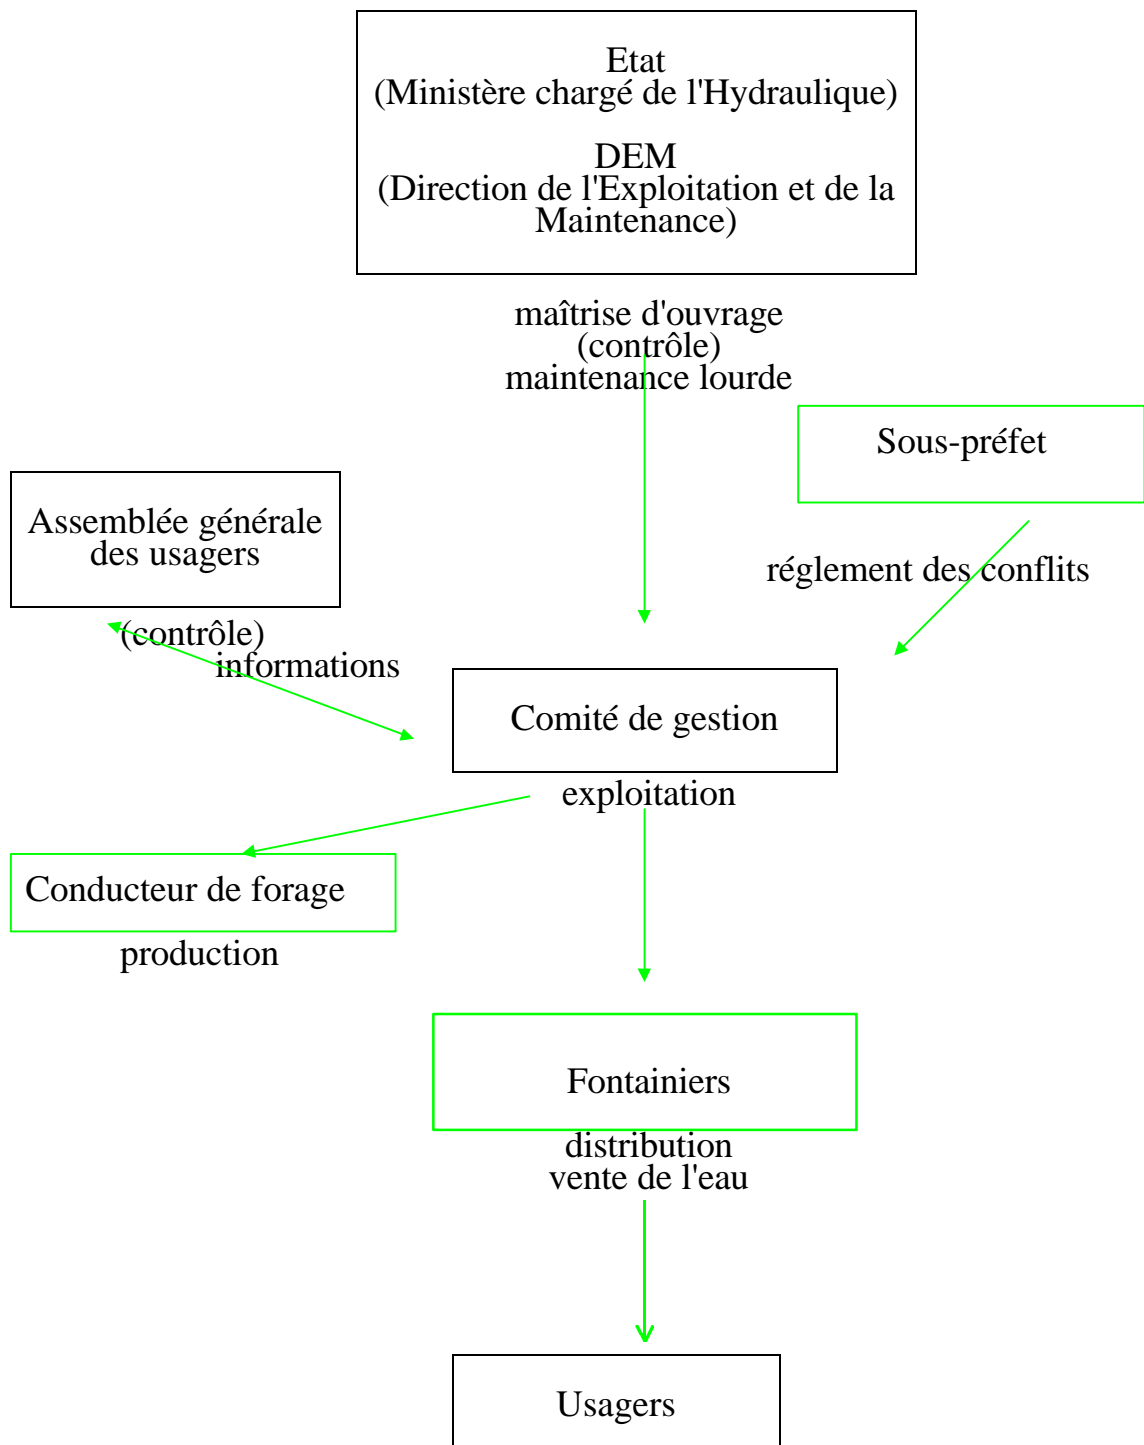 Etat
(Ministère chargé de l'Hydraulique)
DEM
(Direction de l'Exploitation et de la
Maintenance)
maîtrise d'ouvrage
(contrôle)
maintenance lourde
Sous-préfet
Assemblée générale
des usagers
réglement des conflits
(contrôle)
informations
Comité de gestion
exploitation
Conducteur de forage
production
Fontainiers
distribution
vente de l'eau
Usagers